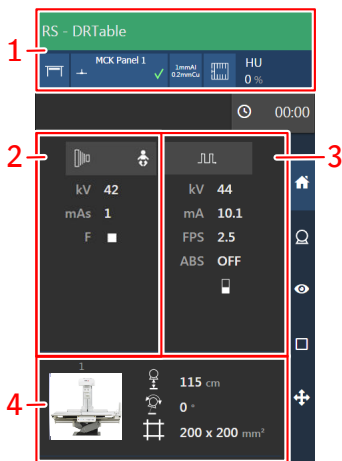 RS - DRTable
1
MCK Panel 1
1mmAl
0.2mmCu
HU
0 %
00:00
2
3
kV 42
mAs 1
F
kV 44
mA 10.1
FPS 2.5
ABS OFF
4
1
115 cm
0 °
200 x 200 mm²